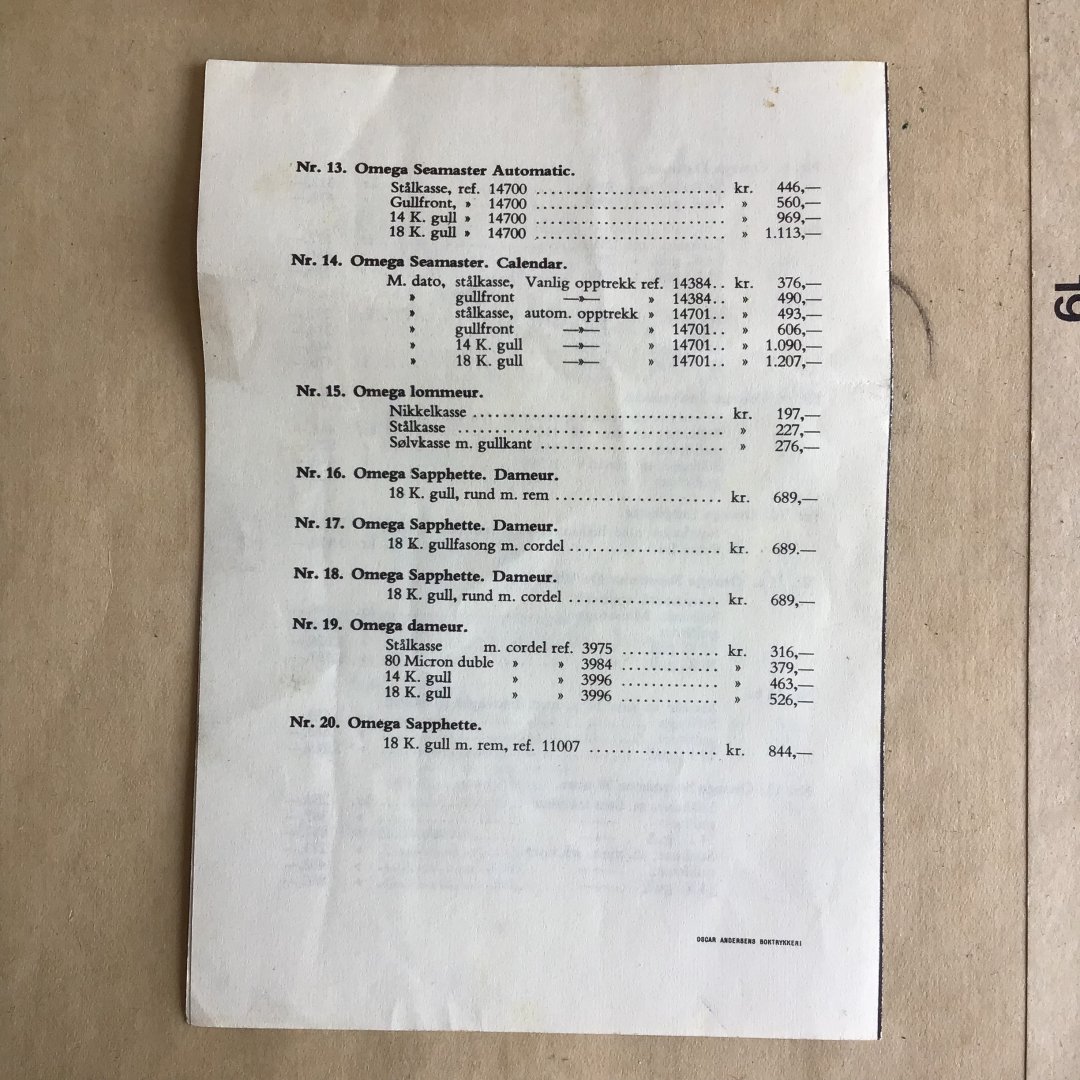 Nr. 13. Omega Seamaster Automatic.
Stålkasse, ref. 14700 ........................ kr. 446,—
Gullfront, » 14700 ........................ » 560,—
14 K. gull » 14700 ........................ » 969,—
18 K. gull » 14700 ........................ » 1.113,—
Nr. 14. Omega Seamaster. Calendar.
M. dato, stålkasse, Vanlig opptrekk ref. 14384.. kr. 376,—
» gullfront —»— » 14384.. » 490,—
» stålkasse, autom. opptrekk » 14701.. » 493,—
» gullfront —»— » 14701.. » 606,—
» 14 K. gull —»— » 14701.. » 1.090,—
» 18 K. gull —»— » 14701.. » 1.207,—
Nr. 15. Omega lommeur.
Nikkelkasse ................................ kr. 197,—
Stålkasse ................................ » 227,—
Sølvkasse m. gullkant ....................... » 276,—
Nr. 16. Omega Sapphette. Dameur.
18 K. gull, rund m. rem ..................... kr. 689,—
Nr. 17. Omega Sapphette. Dameur.
18 K. gullfasong m. cordel ................... kr. 689.—
Nr. 18. Omega Sapphette. Dameur.
18 K. gull, rund m. cordel ................... kr. 689,—
Nr. 19. Omega dameur.
Stålkasse m. cordel ref. 3975 ............ kr. 316,—
80 Micron duble » » 3984 ............ » 379,—
14 K. gull » » 3996 ............ » 463,—
18 K. gull » » 3996 ............ » 526,—
Nr. 20. Omega Sapphette.
18 K. gull m. rem, ref. 11007 ................ kr. 844,—
OSCAR ANDERSENS BOKTRYKKERI